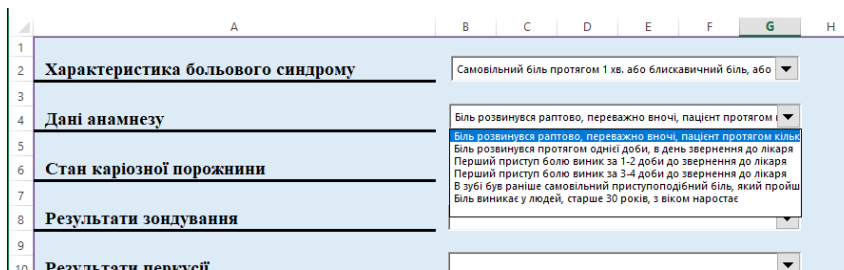 A B C D E F G H
1
2 Характеристика больового синдрому Самовільний біль протягом 1 хв. або блискавичний біль, або
3
4 Дані анамнезу Біль розвинувся раптово, переважно вночі, пацієнт протягом
5 Біль розвинувся раптово, переважно вночі, пацієнт протягом кільк
Біль розвинувся протягом однієї доби, в день звернення до лікаря
6 Стан каріозної порожнини Перший приступ болю виник за 1-2 доби до звернення до лікаря
Перший приступ болю виник за 3-4 доби до звернення до лікаря
7 В зубі був раніше самовільний приступоподібний біль, який пройш
Біль виникає у людей, старше 30 років, з віком наростає
8 Результати зондування
9
10 Результати перкусії